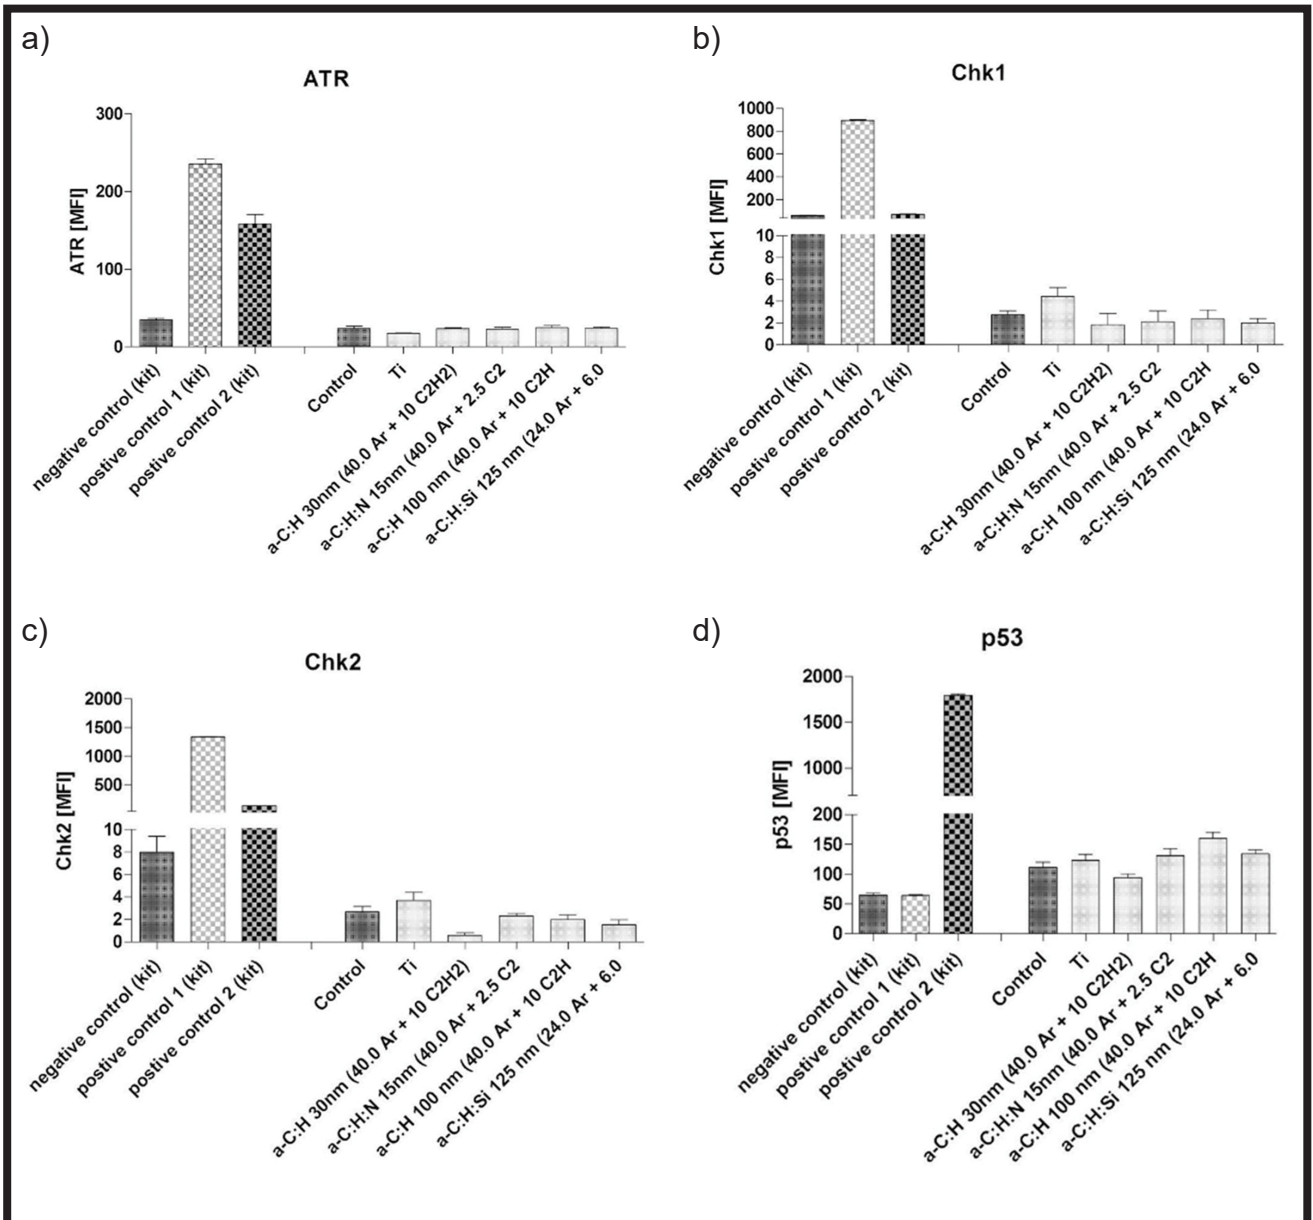 a)
ATR
ATR [MFI]
300
200
100
0
negative control (kit)
postive control 1 (kit)
postive control 2 (kit)
Control
Ti
a-C:H 30nm (40.0 Ar + 10 C2H2)
a-C:H:N 15nm (40.0 Ar + 2.5 C2
a-C:H 100 nm (40.0 Ar + 10 C2H
a-C:H:Si 125 nm (24.0 Ar + 6.0
b)
Chk1
Chk1 [MFI]
1000
800
600
400
200
10
8
6
4
2
0
negative control (kit)
postive control 1 (kit)
postive control 2 (kit)
Control
Ti
a-C:H 30nm (40.0 Ar + 10 C2H2)
a-C:H:N 15nm (40.0 Ar + 2.5 C2
a-C:H 100 nm (40.0 Ar + 10 C2H
a-C:H:Si 125 nm (24.0 Ar + 6.0
c)
Chk2
Chk2 [MFI]
2000
1500
1000
500
10
8
6
4
2
0
negative control (kit)
postive control 1 (kit)
postive control 2 (kit)
Control
Ti
a-C:H 30nm (40.0 Ar + 10 C2H2)
a-C:H:N 15nm (40.0 Ar + 2.5 C2
a-C:H 100 nm (40.0 Ar + 10 C2H
a-C:H:Si 125 nm (24.0 Ar + 6.0
d)
p53
p53 [MFI]
2000
1500
1000
200
150
100
50
0
negative control (kit)
postive control 1 (kit)
postive control 2 (kit)
Control
Ti
a-C:H 30nm (40.0 Ar + 10 C2H2)
a-C:H:N 15nm (40.0 Ar + 2.5 C2
a-C:H 100 nm (40.0 Ar + 10 C2H
a-C:H:Si 125 nm (24.0 Ar + 6.0